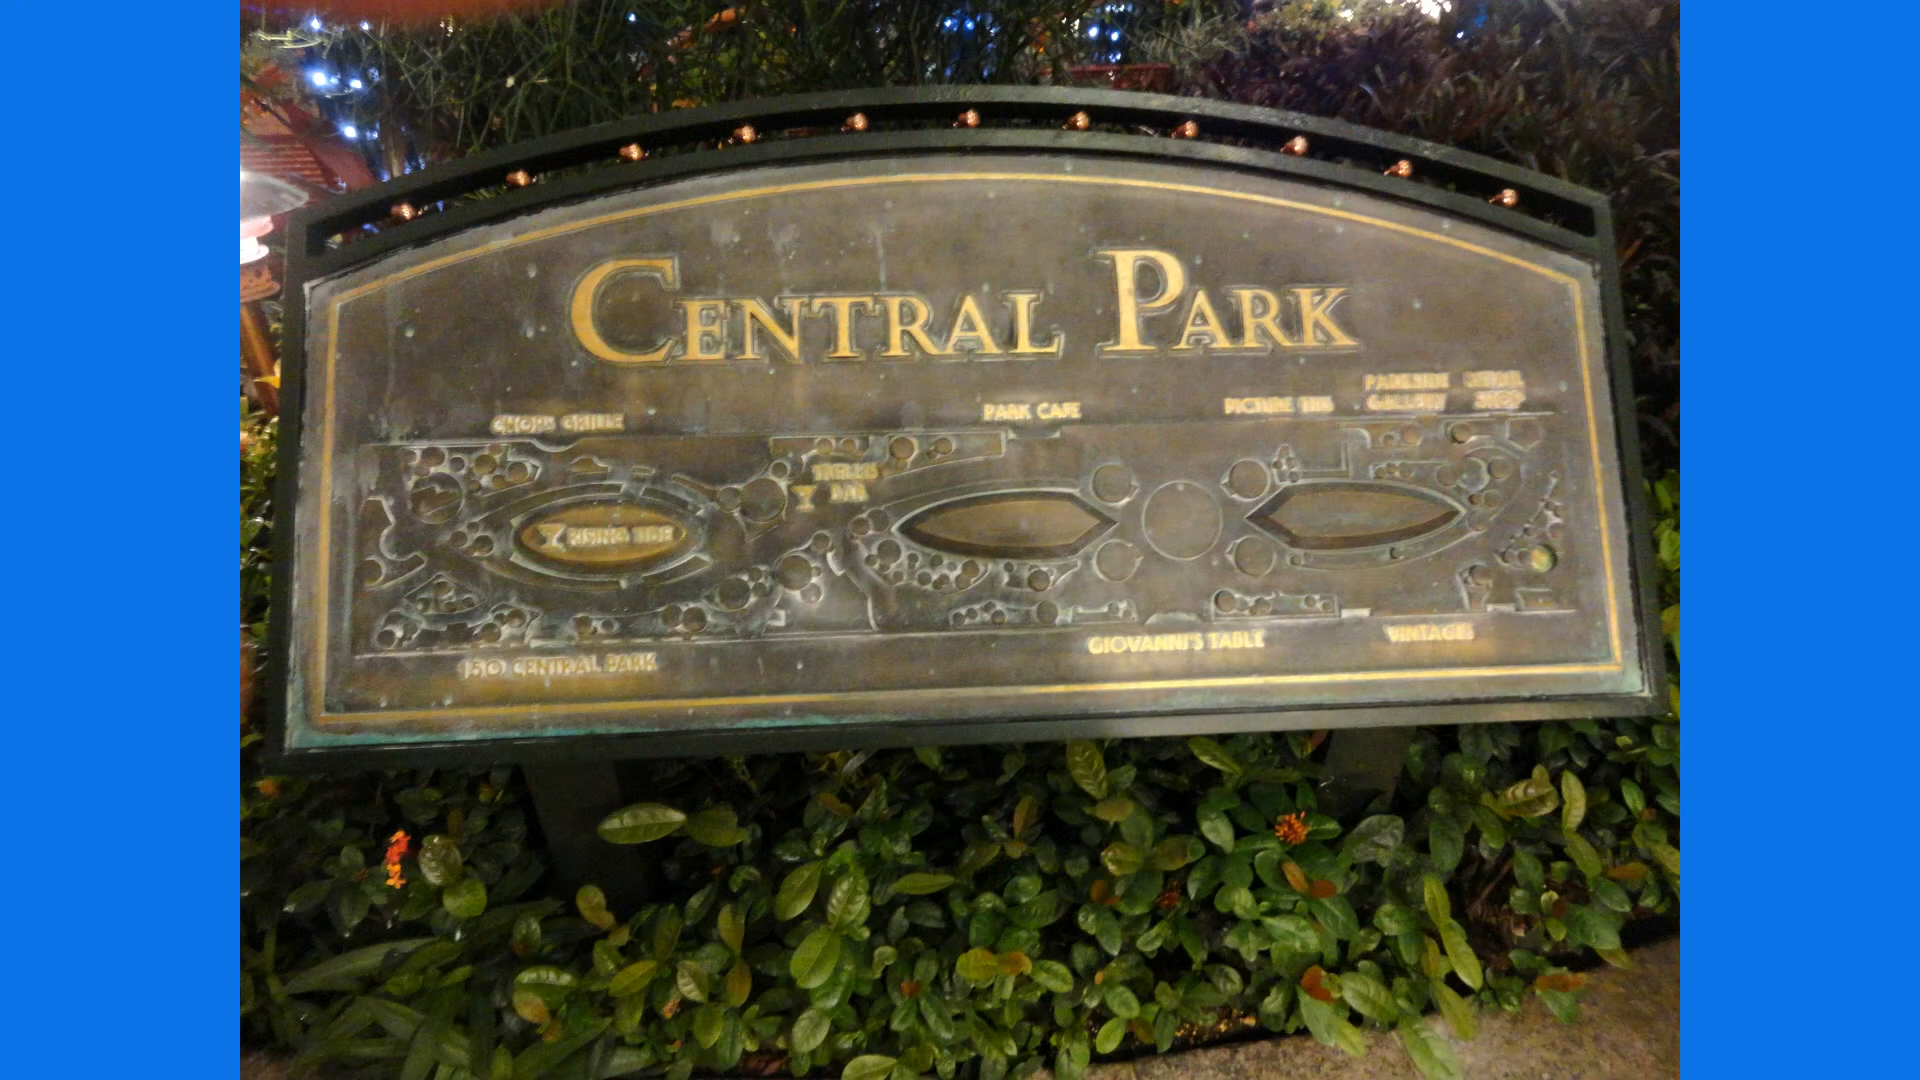 CENTRAL PARK
CHOPS GRILLE
PARK CAFE
PICTURE THIS
PARKSIDE GALLERY
RETAIL SHOP
TRELLIS BAR
RISING TIDE
GIOVANNI'S TABLE
VINTAGES
150 CENTRAL PARK